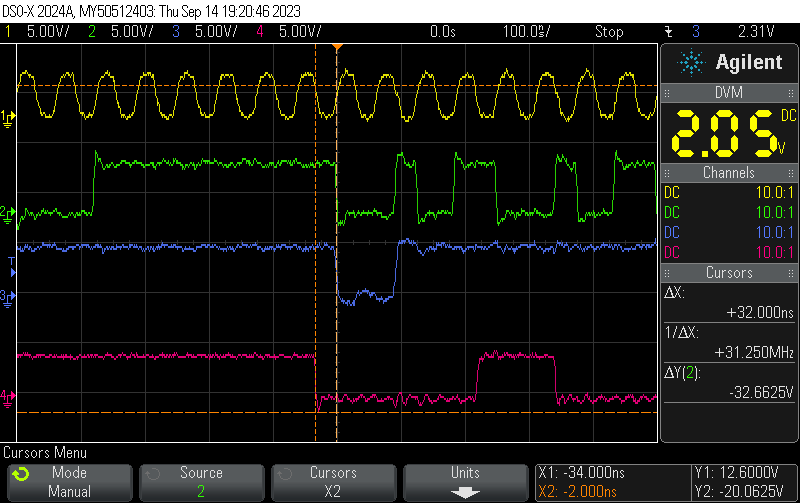 DSO-X 2024A, MY50512403: Thu Sep 14 19:20:46 2023
1 5.00V/ 2 5.00V/ 3 5.00V/ 4 5.00V/ 0.0s 100.0ns/ Stop 3 2.31V
Agilent
DVM
DC
2.05 V
Channels
DC 10.0:1
DC 10.0:1
DC 10.0:1
DC 10.0:1
Cursors
ΔX:
+32.000ns
1/ΔX:
+31.250MHz
ΔY(2):
-32.6625V
1
2
T
3
4
Cursors Menu
Mode
Manual
Source
2
Cursors
X2
Units
X1: -34.000ns
X2: -2.000ns
Y1: 12.6000V
Y2: -20.0625V